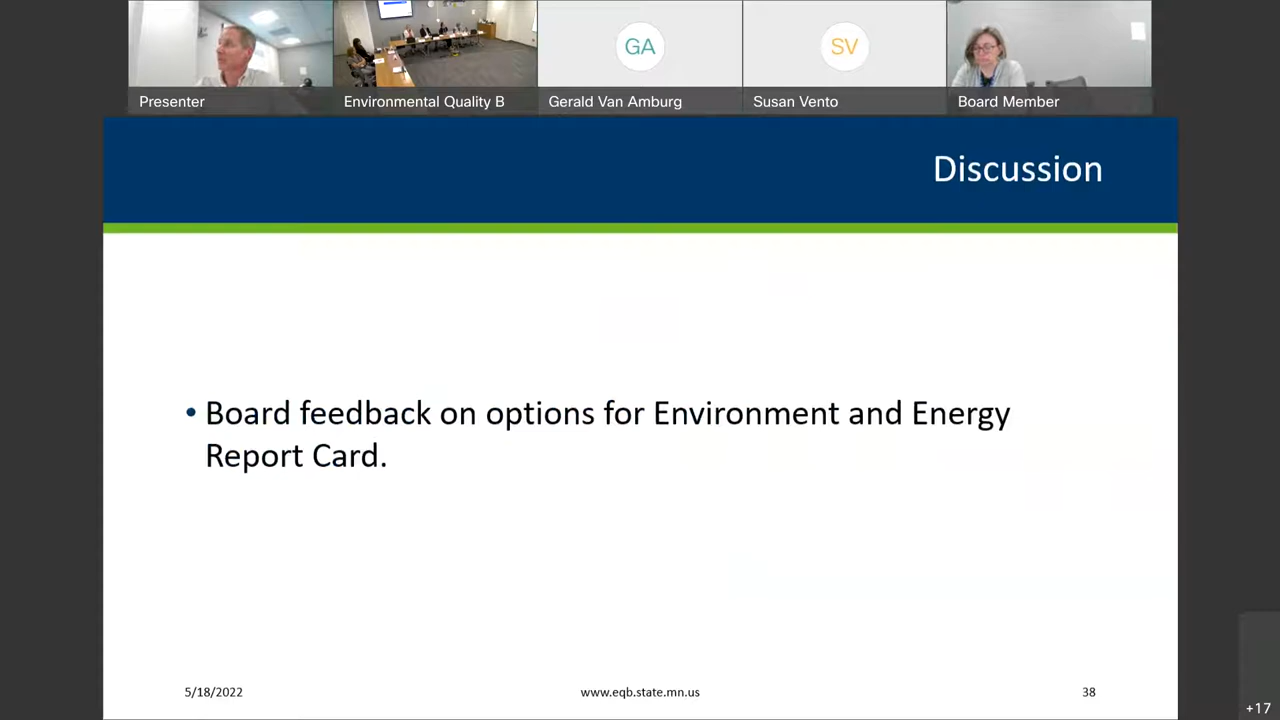 GA
SV
Presenter
Environmental Quality B
Gerald Van Amburg
Susan Vento
Board Member
Discussion
• Board feedback on options for Environment and Energy
Report Card.
5/18/2022
www.eqb.state.mn.us
38
+17